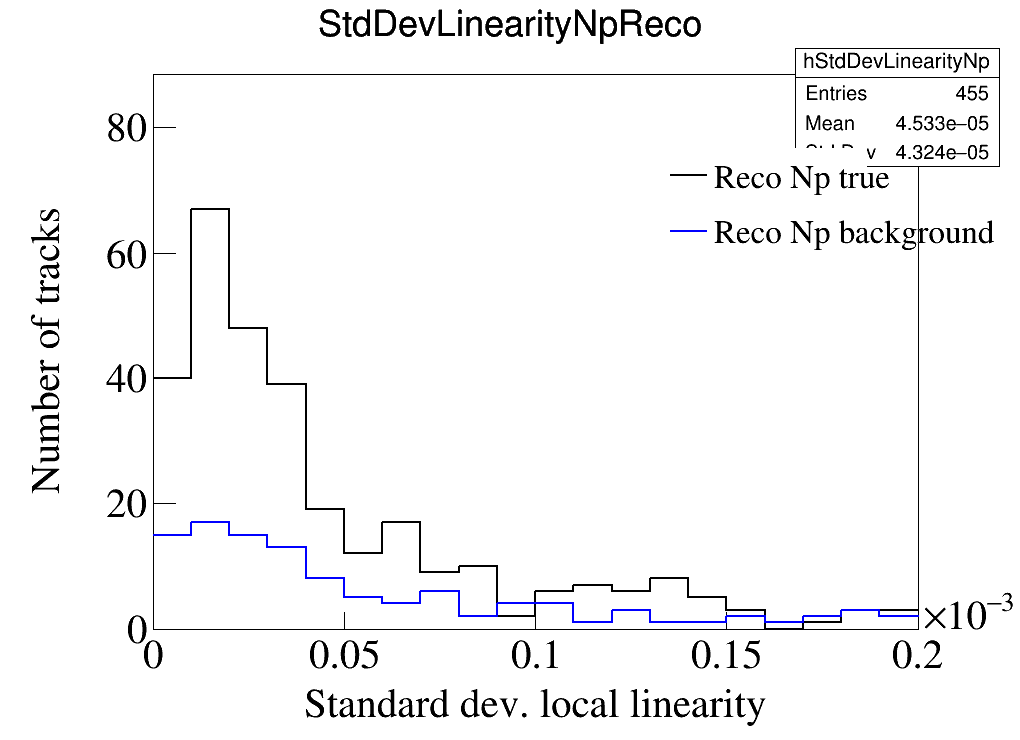 StdDevLinearityNpReco
hStdDevLinearityNp
Entries 455
Mean 4.533e−05
4.324e−05
Reco Np true
Reco Np background
Number of tracks
80
60
40
20
0
0 0.05 0.1 0.15 0.2
×10−3
Standard dev. local linearity